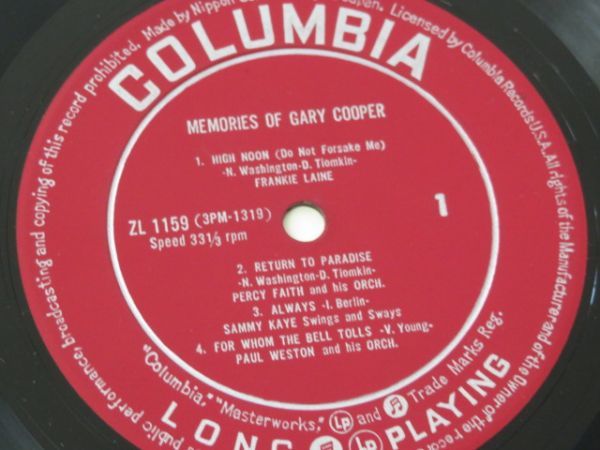 COLUMBIA
MEMORIES OF GARY COOPER
1. HIGH NOON (Do Not Forsake Me)
-N. Washington-D. Tiomkin-
FRANKIE LAINE
ZL 1159 (3PM-1319)
Speed 33⅓ rpm
1
2. RETURN TO PARADISE
-N. Washington-D. Tiomkin-
PERCY FAITH and his ORCH.
3. ALWAYS -I. Berlin-
SAMMY KAYE Swings and Sways
4. FOR WHOM THE BELL TOLLS -V. Young-
PAUL WESTON and his ORCH.
public performance, broadcasting and copying of this record prohibited. Made by Nippon
Licensed by Columbia Records U.S.A. All rights of the Manufacturer and of the Owner of the record
"Columbia," "Masterworks," Lp and Trade Marks Reg.
LONG Lp PLAYING